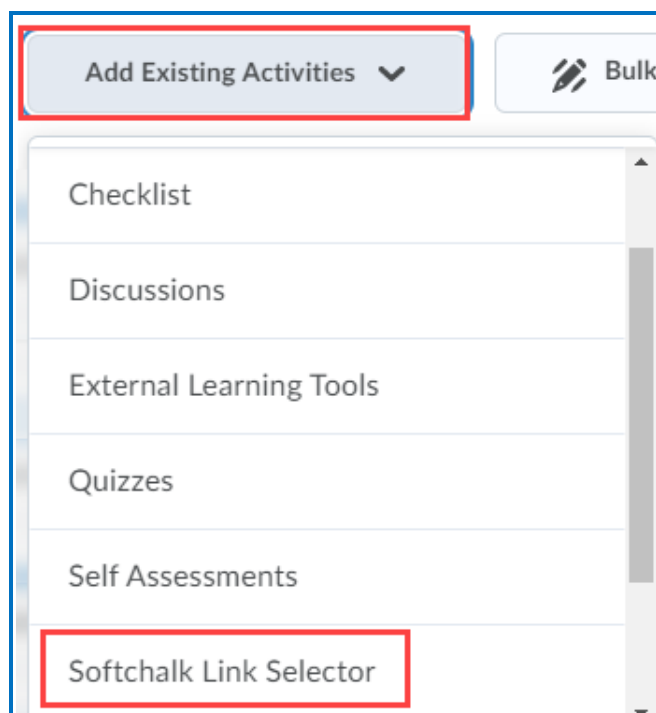 Add Existing Activities
Bulk
Checklist
Discussions
External Learning Tools
Quizzes
Self Assessments
Softchalk Link Selector